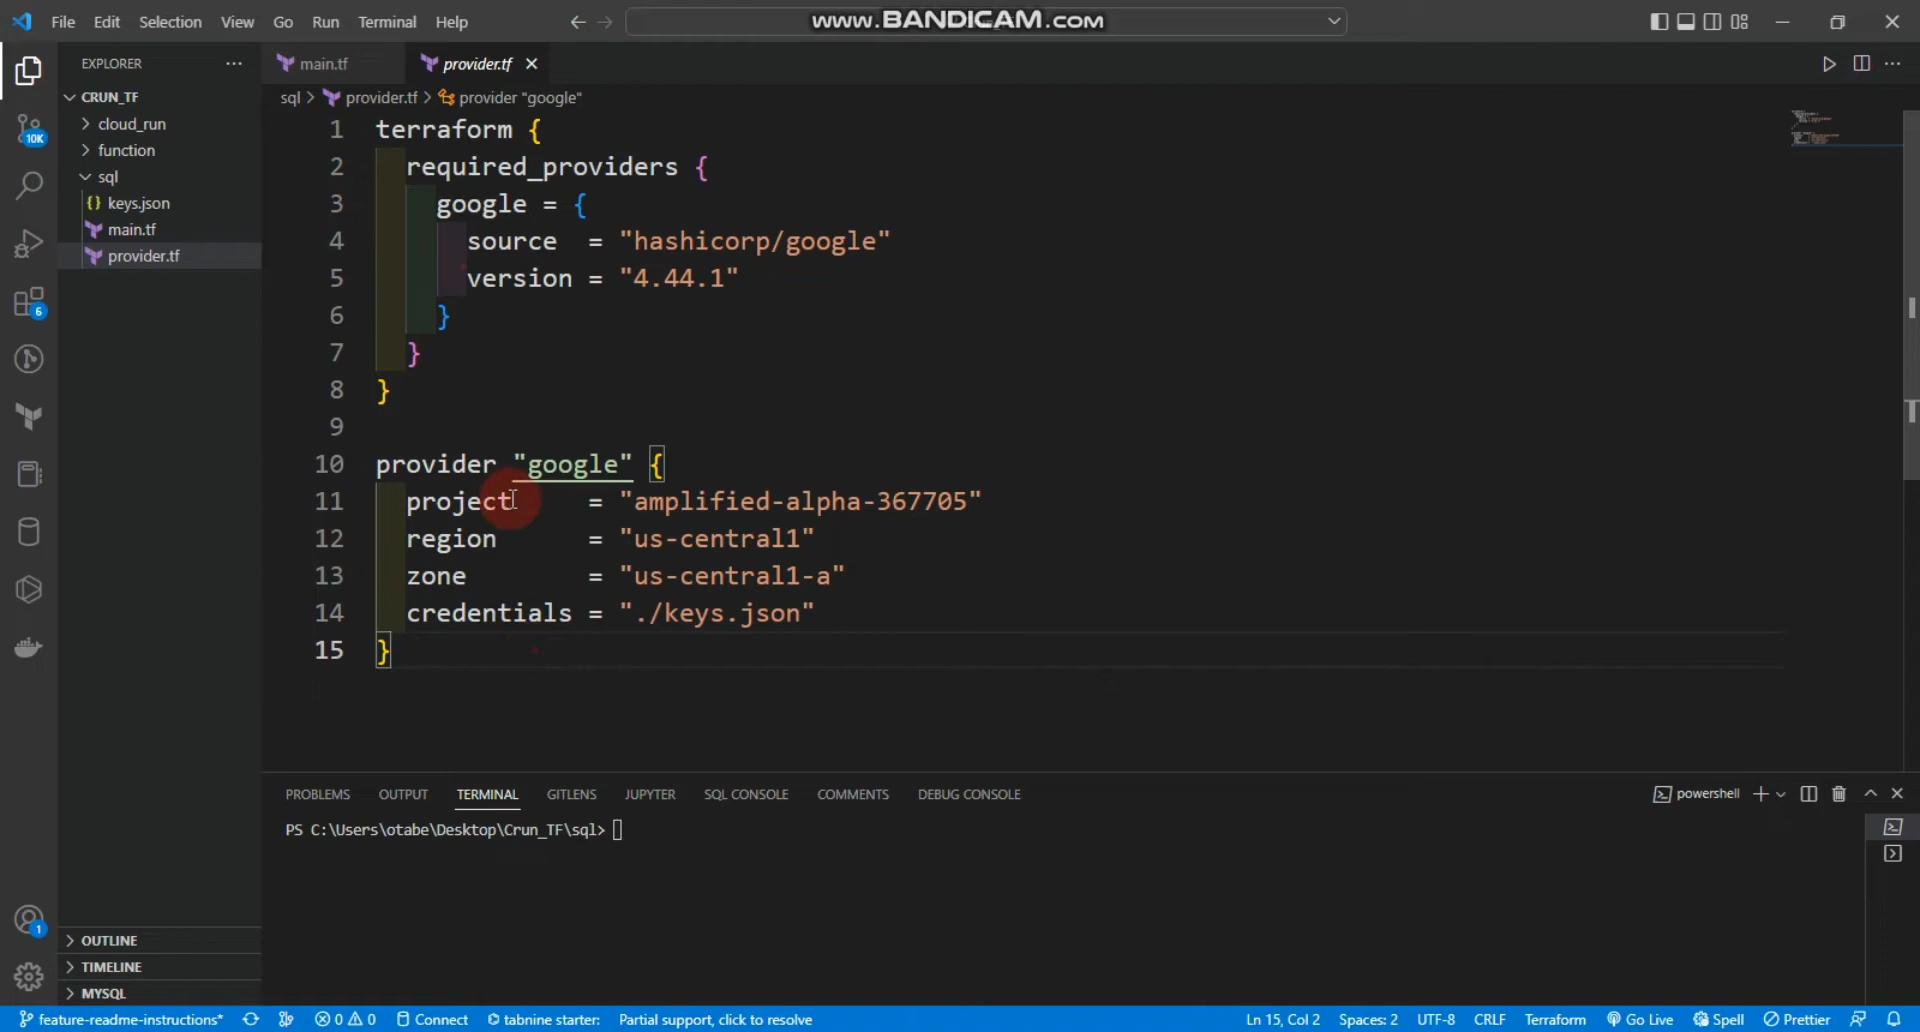 File Edit Selection View Go Run Terminal Help
www.BANDICAM.com
EXPLORER
main.tf
provider.tf
CRUN_TF
cloud_run
function
sql
keys.json
main.tf
provider.tf
10K
6
1
sql > provider.tf > provider "google"
1 terraform {
2 required_providers {
3 google = {
4 source = "hashicorp/google"
5 version = "4.44.1"
6 }
7 }
8 }
9
10 provider "google" {
11 project = "amplified-alpha-367705"
12 region = "us-central1"
13 zone = "us-central1-a"
14 credentials = "./keys.json"
15 }
PROBLEMS OUTPUT TERMINAL GITLENS JUPYTER SQL CONSOLE COMMENTS DEBUG CONSOLE
powershell
PS C:\Users\otabe\Desktop\Crun_TF\sql>
OUTLINE
TIMELINE
MYSQL
feature-readme-instructions* 0 0 Connect tabnine starter: Partial support, click to resolve Ln 15, Col 2 Spaces: 2 UTF-8 CRLF Terraform Go Live Spell Prettier